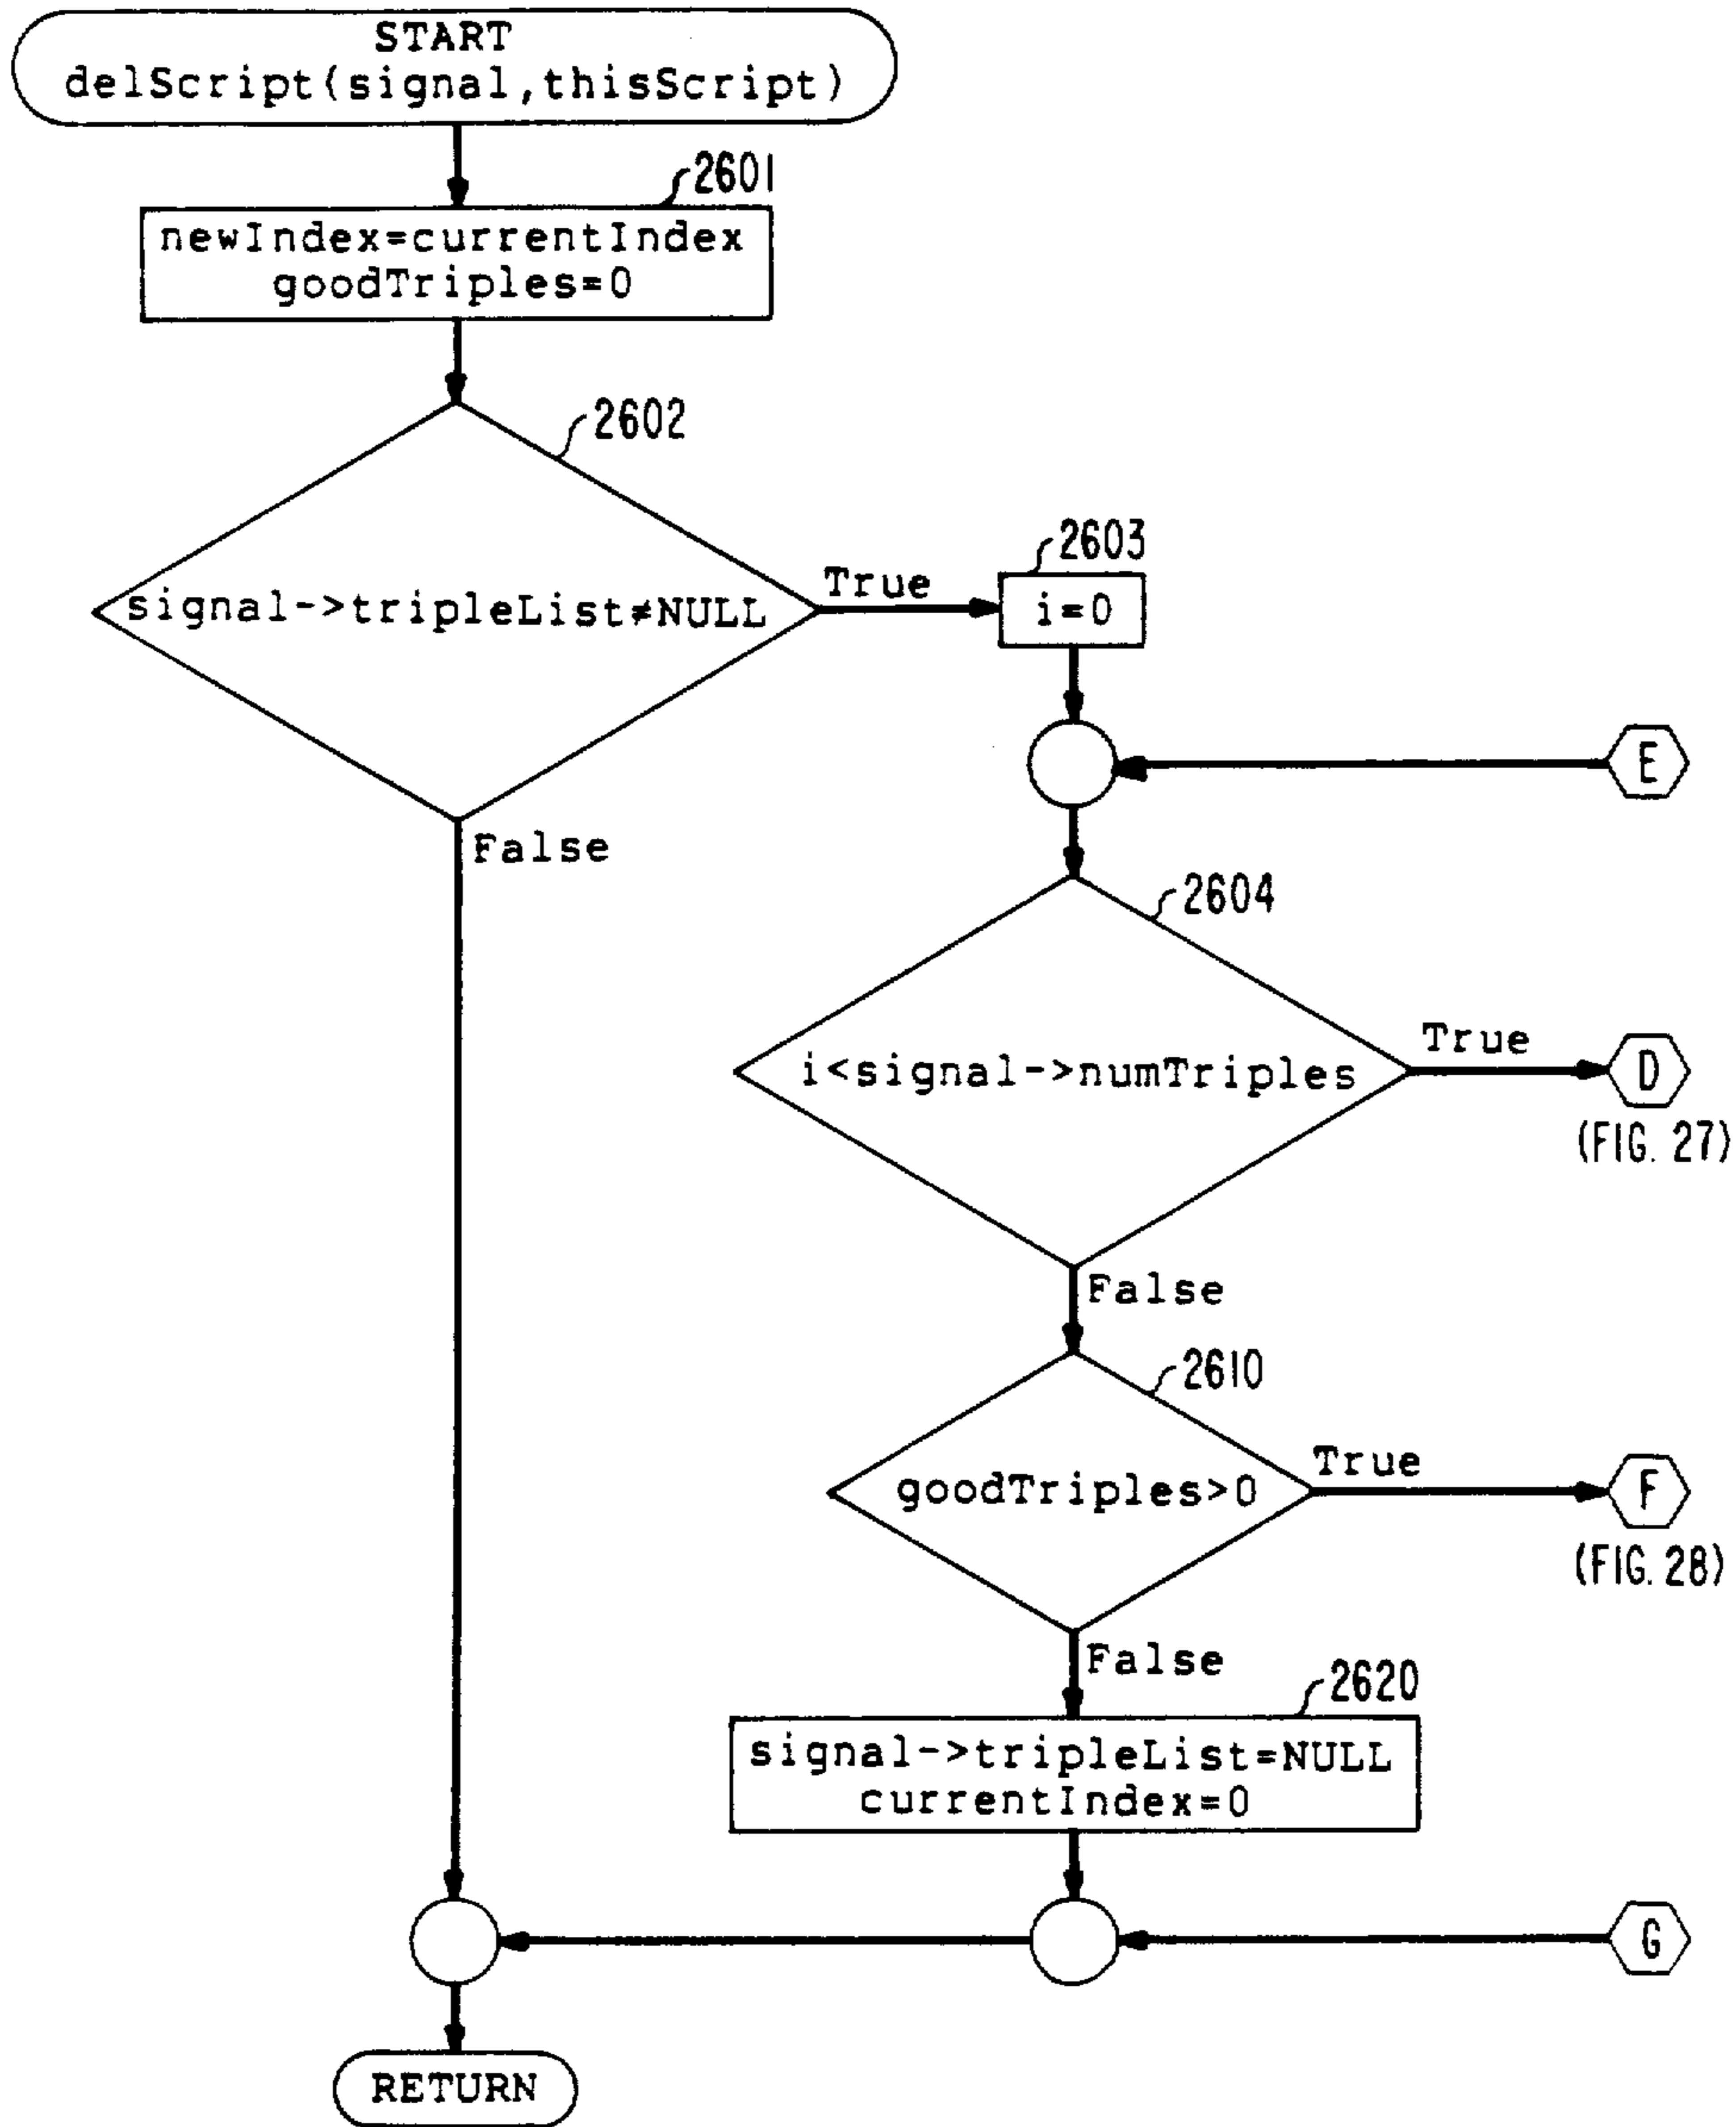 START
delScript(signal,thisScript)
2601
newIndex=currentIndex
goodTriples=0
2602
signal->tripleList≠NULL
True
False
2603
i=0
E
2604
i<signal->numTriples
True
D
(FIG. 27)
False
2610
goodTriples>0
True
F
(FIG. 28)
False
2620
signal->tripleList=NULL
currentIndex=0
G
RETURN